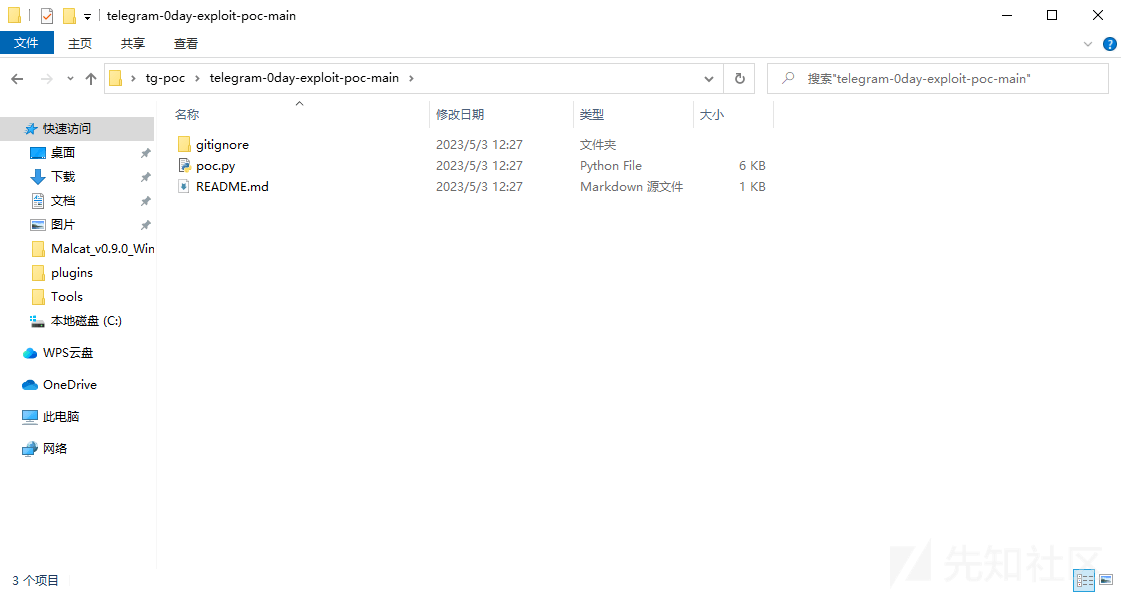 telegram-0day-exploit-poc-main
文件 主页 共享 查看
tg-poc telegram-0day-exploit-poc-main 搜索"telegram-0day-exploit-poc-main"
名称 修改日期 类型 大小
快速访问
gitignore 2023/5/3 12:27 文件夹
桌面
poc.py 2023/5/3 12:27 Python File 6 KB
下载
README.md 2023/5/3 12:27 Markdown 源文件 1 KB
文档
图片
Malcat_v0.9.0_Win
plugins
Tools
本地磁盘 (C:)
WPS云盘
OneDrive
此电脑
网络
先知社区
3 个项目